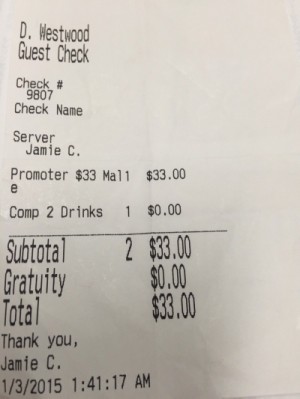 D. Westwood
Guest Check
Check #
9807
Check Name
Server
Jamie C.
Promoter $33 Mal1 $33.00
e
Comp 2 Drinks 1 $0.00
Subtotal 2 $33.00
Gratuity $0.00
Total $33.00
Thank you,
Jamie C.
1/3/2015 1:41:17 AM